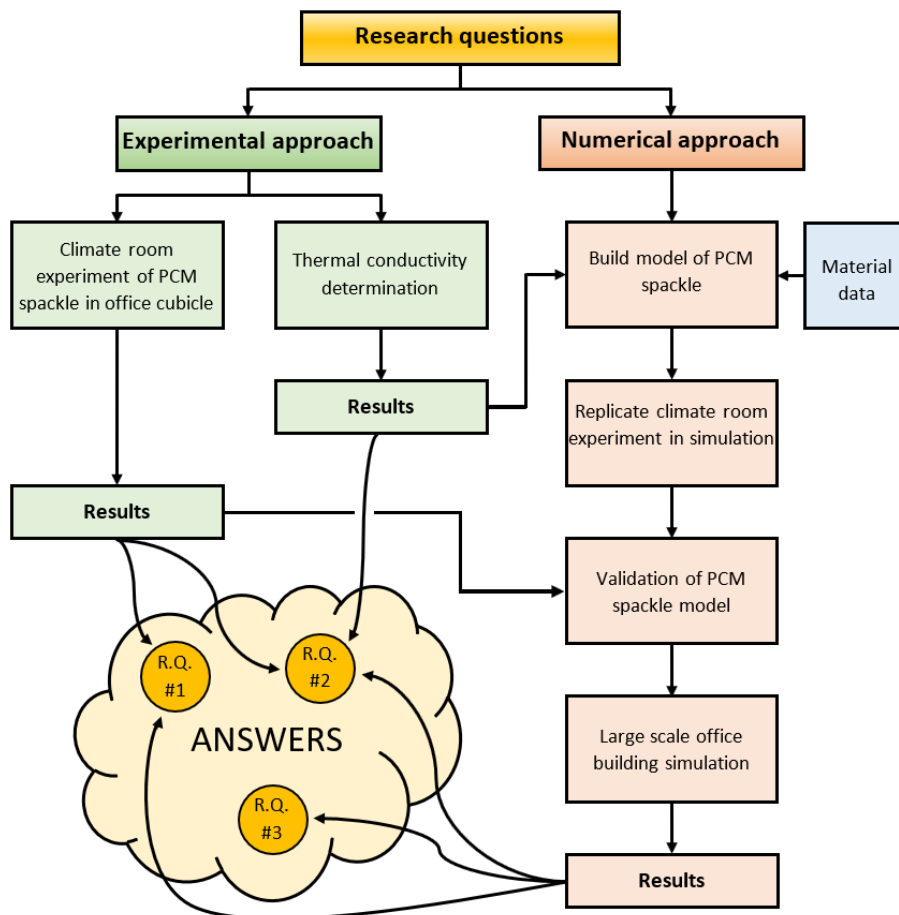 Research questions
Experimental approach
Numerical approach
Climate room
experiment of PCM
spackle in office cubicle
Thermal conductivity
determination
Build model of PCM
spackle
Material
data
Results
Replicate climate room
experiment in simulation
Results
Validation of PCM
spackle model
R.Q.
#1
R.Q.
#2
ANSWERS
Large scale office
building simulation
R.Q.
#3
Results